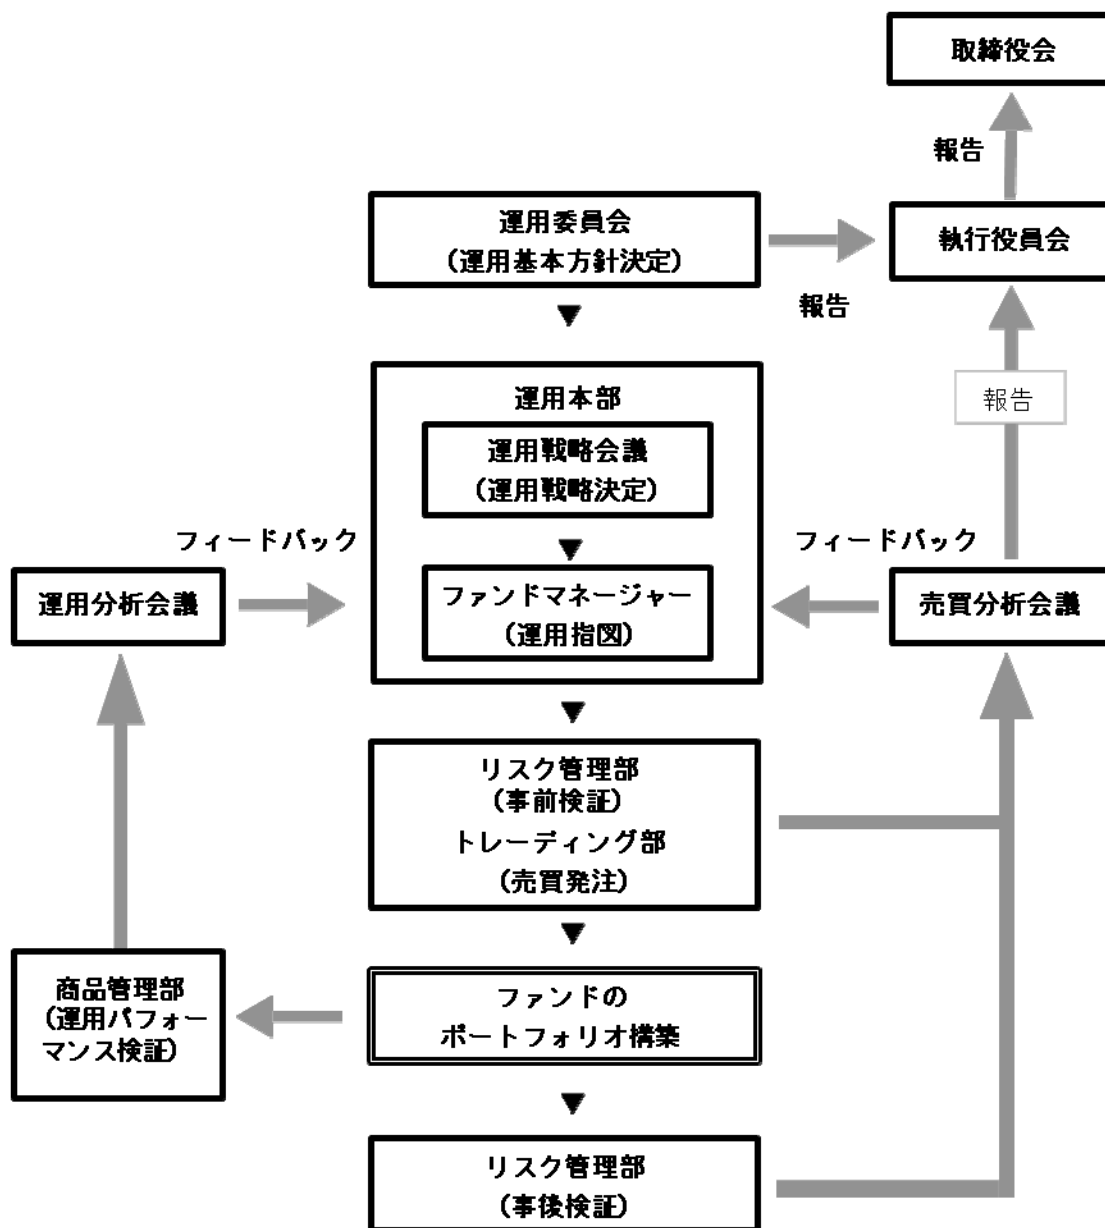 取締役会
報告
運用委員会
(運用基本方針決定)
執行役員会
報告
運用本部
報告
運用戦略会議
(運用戦略決定)
フィードバック
フィードバック
運用分析会議
ファンドマネージャー
(運用指図)
売買分析会議
リスク管理部
(事前検証)
トレーディング部
(売買発注)
商品管理部
(運用パフォー
マンス検証)
ファンドの
ポートフォリオ構築
リスク管理部
(事後検証)